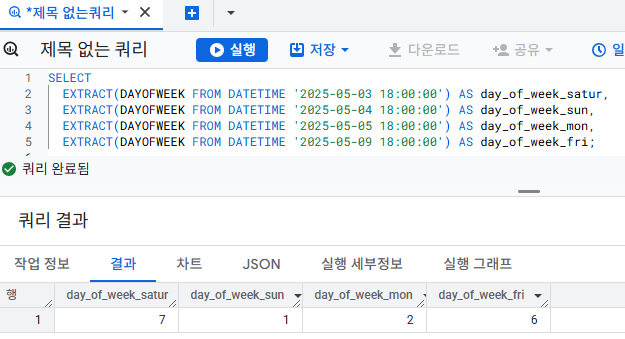 *제목 없는쿼리
제목 없는 쿼리 실행 저장 다운로드 공유
1 SELECT
2 EXTRACT(DAYOFWEEK FROM DATETIME '2025-05-03 18:00:00') AS day_of_week_satur,
3 EXTRACT(DAYOFWEEK FROM DATETIME '2025-05-04 18:00:00') AS day_of_week_sun,
4 EXTRACT(DAYOFWEEK FROM DATETIME '2025-05-05 18:00:00') AS day_of_week_mon,
5 EXTRACT(DAYOFWEEK FROM DATETIME '2025-05-09 18:00:00') AS day_of_week_fri;
쿼리 완료됨
쿼리 결과
작업 정보 결과 차트 JSON 실행 세부정보 실행 그래프
행 day_of_week_satur day_of_week_sun day_of_week_mon day_of_week_fri
1 7 1 2 6